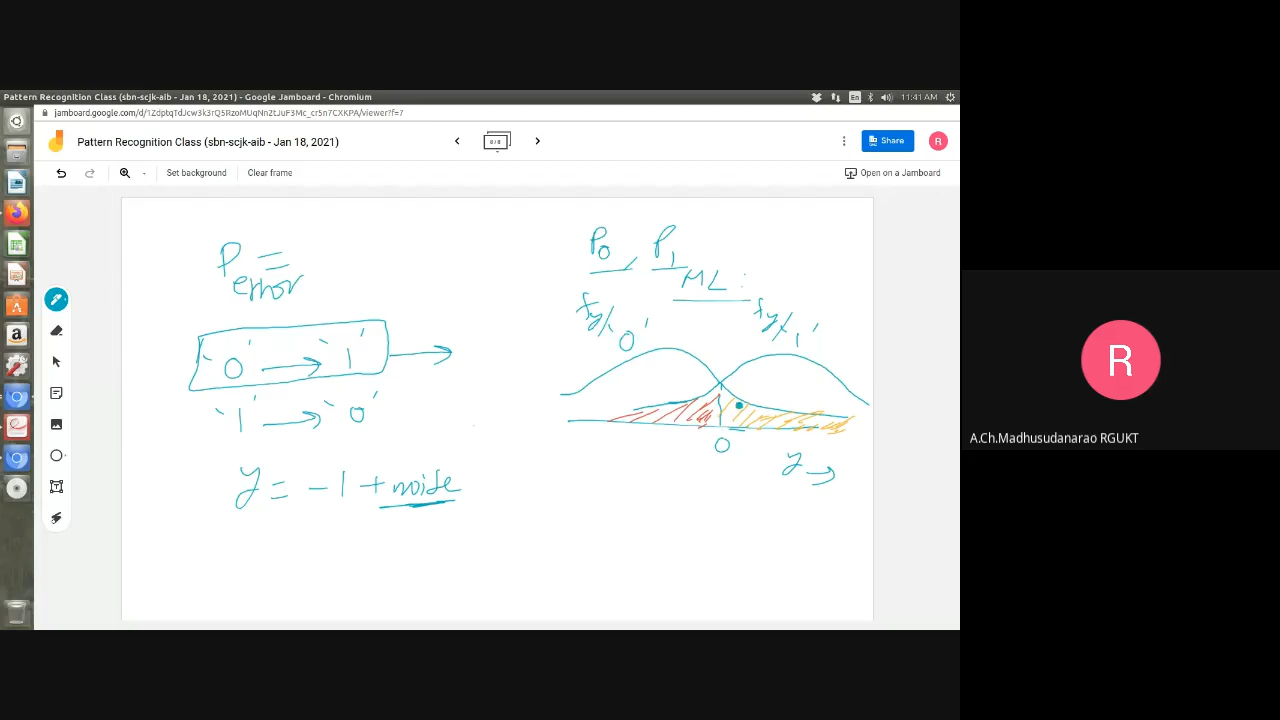 Pattern Recognition Class (sbn-scjk-aib - Jan 18, 2021) - Google Jamboard - Chromium
En 11:41 AM
Pattern Recognition Class (sbn-scjk-aib - Jan 18, 2021)
Share
R
Set background
Clear frame
Open on a Jamboard
P error =
'0' → '1' →
'1' → '0'
y = -1 + noise
P0, P1
ML:
fy/'0'
fy/'1'
0
y →
R
A.Ch.Madhusudanarao RGUKT